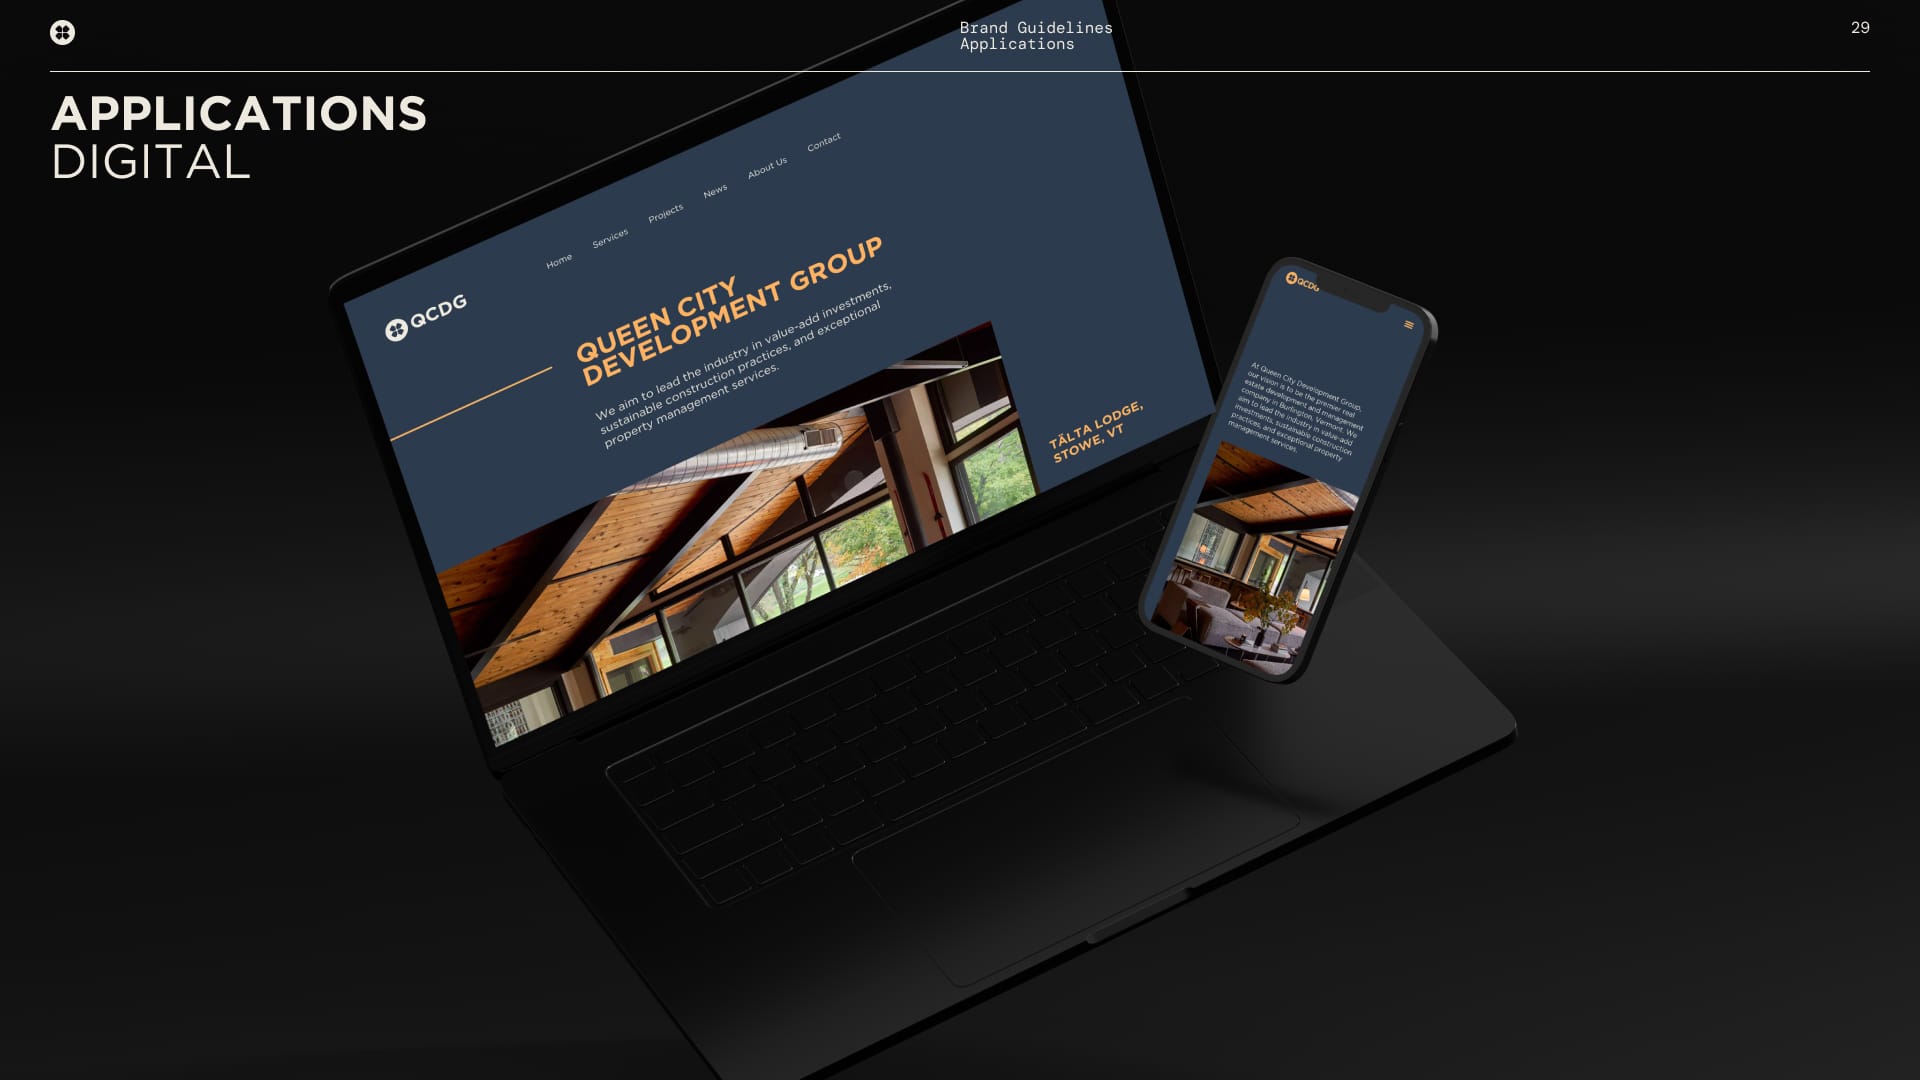 Brand Guidelines
Applications
29
APPLICATIONS
DIGITAL
QCDG
Home
Services
Projects
News
About Us
Contact
QUEEN CITY
DEVELOPMENT GROUP
We aim to lead the industry in value-add investments,
sustainable construction practices, and exceptional
property management services.
TÄLTA LODGE,
STOWE, VT
QCDG
At Queen City Development Group,
our vision is to be the premier real
estate development and management
company in Burlington, Vermont. We
aim to lead the industry in value-add
investments, sustainable construction
practices, and exceptional property
management services.